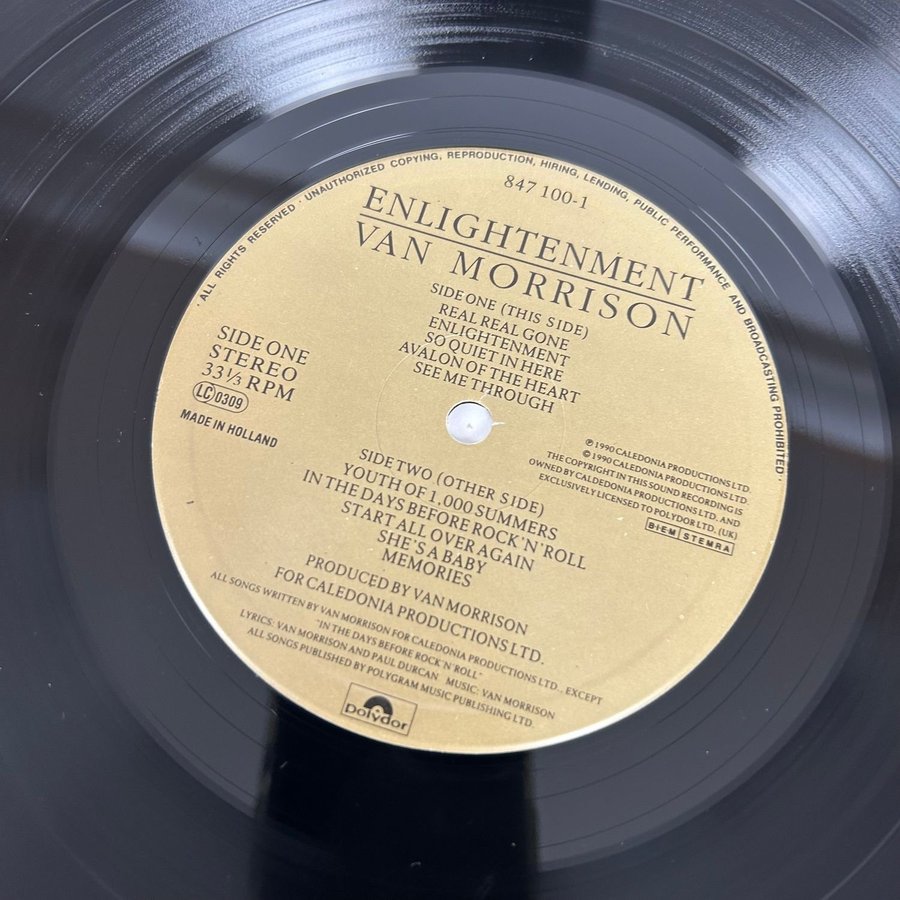 ALL RIGHTS RESERVED · UNAUTHORIZED COPYING, REPRODUCTION, HIRING, LENDING, PUBLIC PERFORMANCE AND BROADCASTING PROHIBITED ·
847 100-1
ENLIGHTENMENT
VAN MORRISON
SIDE ONE (THIS SIDE)
REAL REAL GONE
ENLIGHTENMENT
SO QUIET IN HERE
AVALON OF THE HEART
SEE ME THROUGH
SIDE ONE
STEREO
33 1/3 RPM
LC 0309
MADE IN HOLLAND
℗ 1990 CALEDONIA PRODUCTIONS LTD.
© 1990 CALEDONIA PRODUCTIONS LTD.
THE COPYRIGHT IN THIS SOUND RECORDING IS
OWNED BY CALDEDONIA PRODUCTIONS LTD. AND
EXCLUSIVELY LICENSED TO POLYDOR LTD. (UK)
BIEM STEMRA
SIDE TWO (OTHER SIDE)
YOUTH OF 1,000 SUMMERS
IN THE DAYS BEFORE ROCK'N'ROLL
START ALL OVER AGAIN
SHE'S A BABY
MEMORIES
PRODUCED BY VAN MORRISON
FOR CALEDONIA PRODUCTIONS LTD.
ALL SONGS WRITTEN BY VAN MORRISON FOR CALEDONIA PRODUCTIONS LTD., EXCEPT
"IN THE DAYS BEFORE ROCK'N'ROLL"
LYRICS: VAN MORRISON AND PAUL DURCAN MUSIC: VAN MORRISON
ALL SONGS PUBLISHED BY POLYGRAM MUSIC PUBLISHING LTD.
polydor